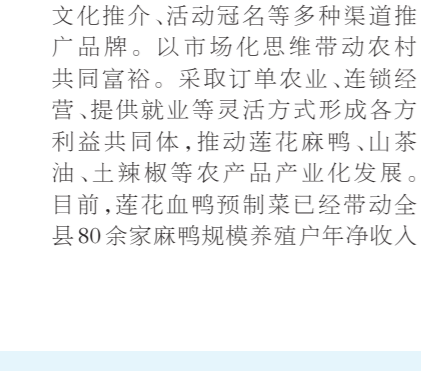 文化推介、活动冠名等多种渠道推
广品牌。以市场化思维带动农村
共同富裕。采取订单农业、连锁经
营、提供就业等灵活方式形成各方
利益共同体,推动莲花麻鸭、山茶
油、土辣椒等农产品产业化发展。
目前,莲花血鸭预制菜已经带动全
县80余家麻鸭规模养殖户年净收入